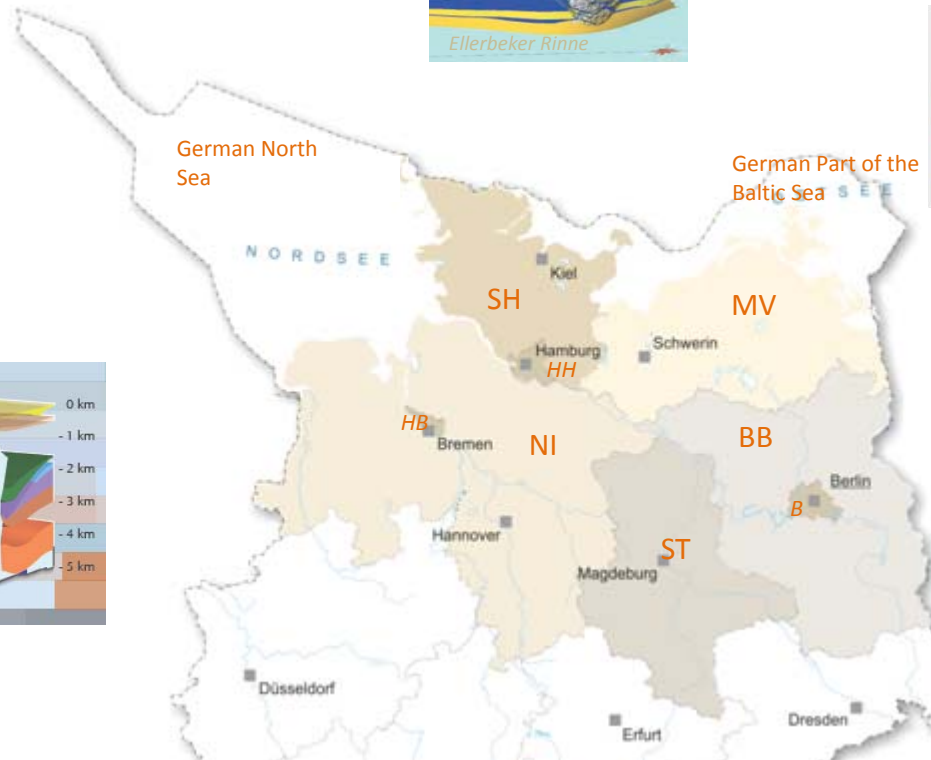 Ellerbeker Rinne
German North
Sea
German Part of the
Baltic Sea
OSTSEE
NORDSEE
Kiel
SH
MV
Schwerin
Hamburg
HH
0 km
- 1 km
- 2 km
- 3 km
- 4 km
- 5 km
HB
Bremen
NI
BB
Berlin
B
Hannover
ST
Magdeburg
Düsseldorf
Erfurt
Dresden